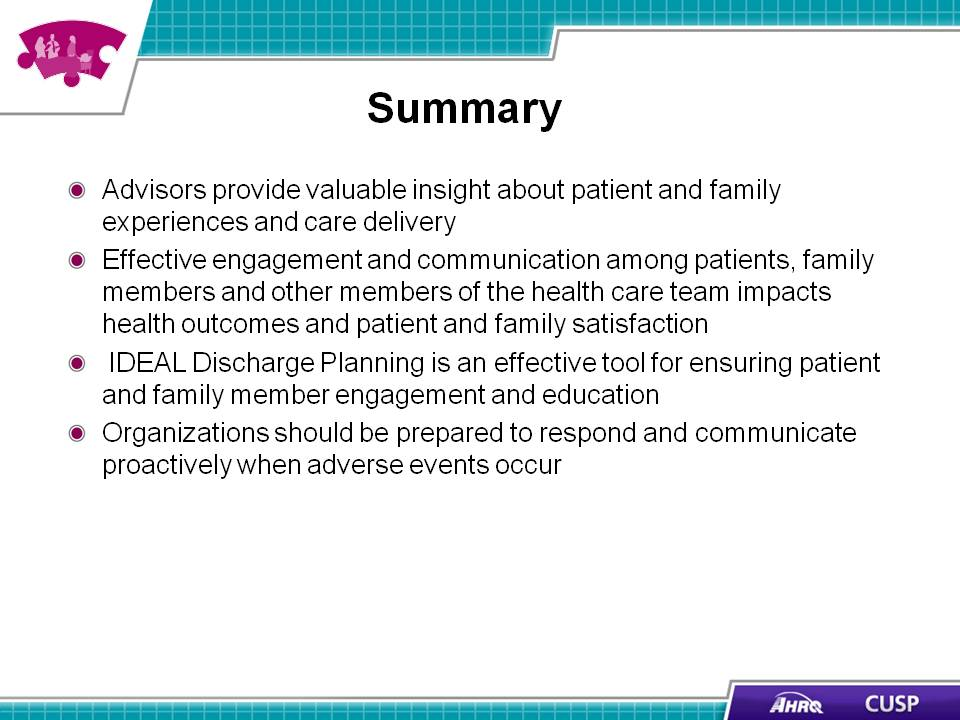 Summary
Advisors provide valuable insight about patient and family
experiences and care delivery
Effective engagement and communication among patients, family
members and other members of the health care team impacts
health outcomes and patient and family satisfaction
IDEAL Discharge Planning is an effective tool for ensuring patient
and family member engagement and education
Organizations should be prepared to respond and communicate
proactively when adverse events occur
AHRQ CUSP